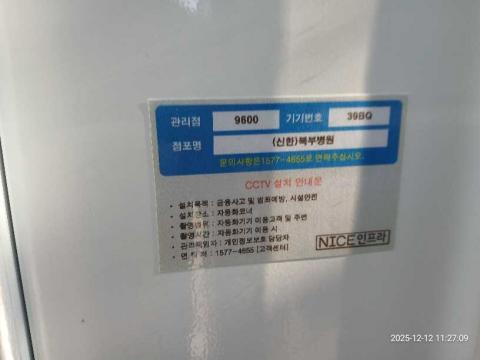 관리점 9600 기기번호 39BQ
점포명 (신한)북부병원
문의사항은1577-4655로 연락주십시오.
CCTV 설치 안내문
• 설치목적 : 금융사고 및 범죄예방, 시설안전
• 설치장소 : 자동화코너
• 촬영범위 : 자동화기기 이용고객 및 주변
• 촬영시간 : 자동화기기 이용 시
• 관리책임자 : 개인정보보호 담당자
• 연 락 처 : 1577-4655 [고객센터]
NICE인프라
2025-12-12 11:27:09